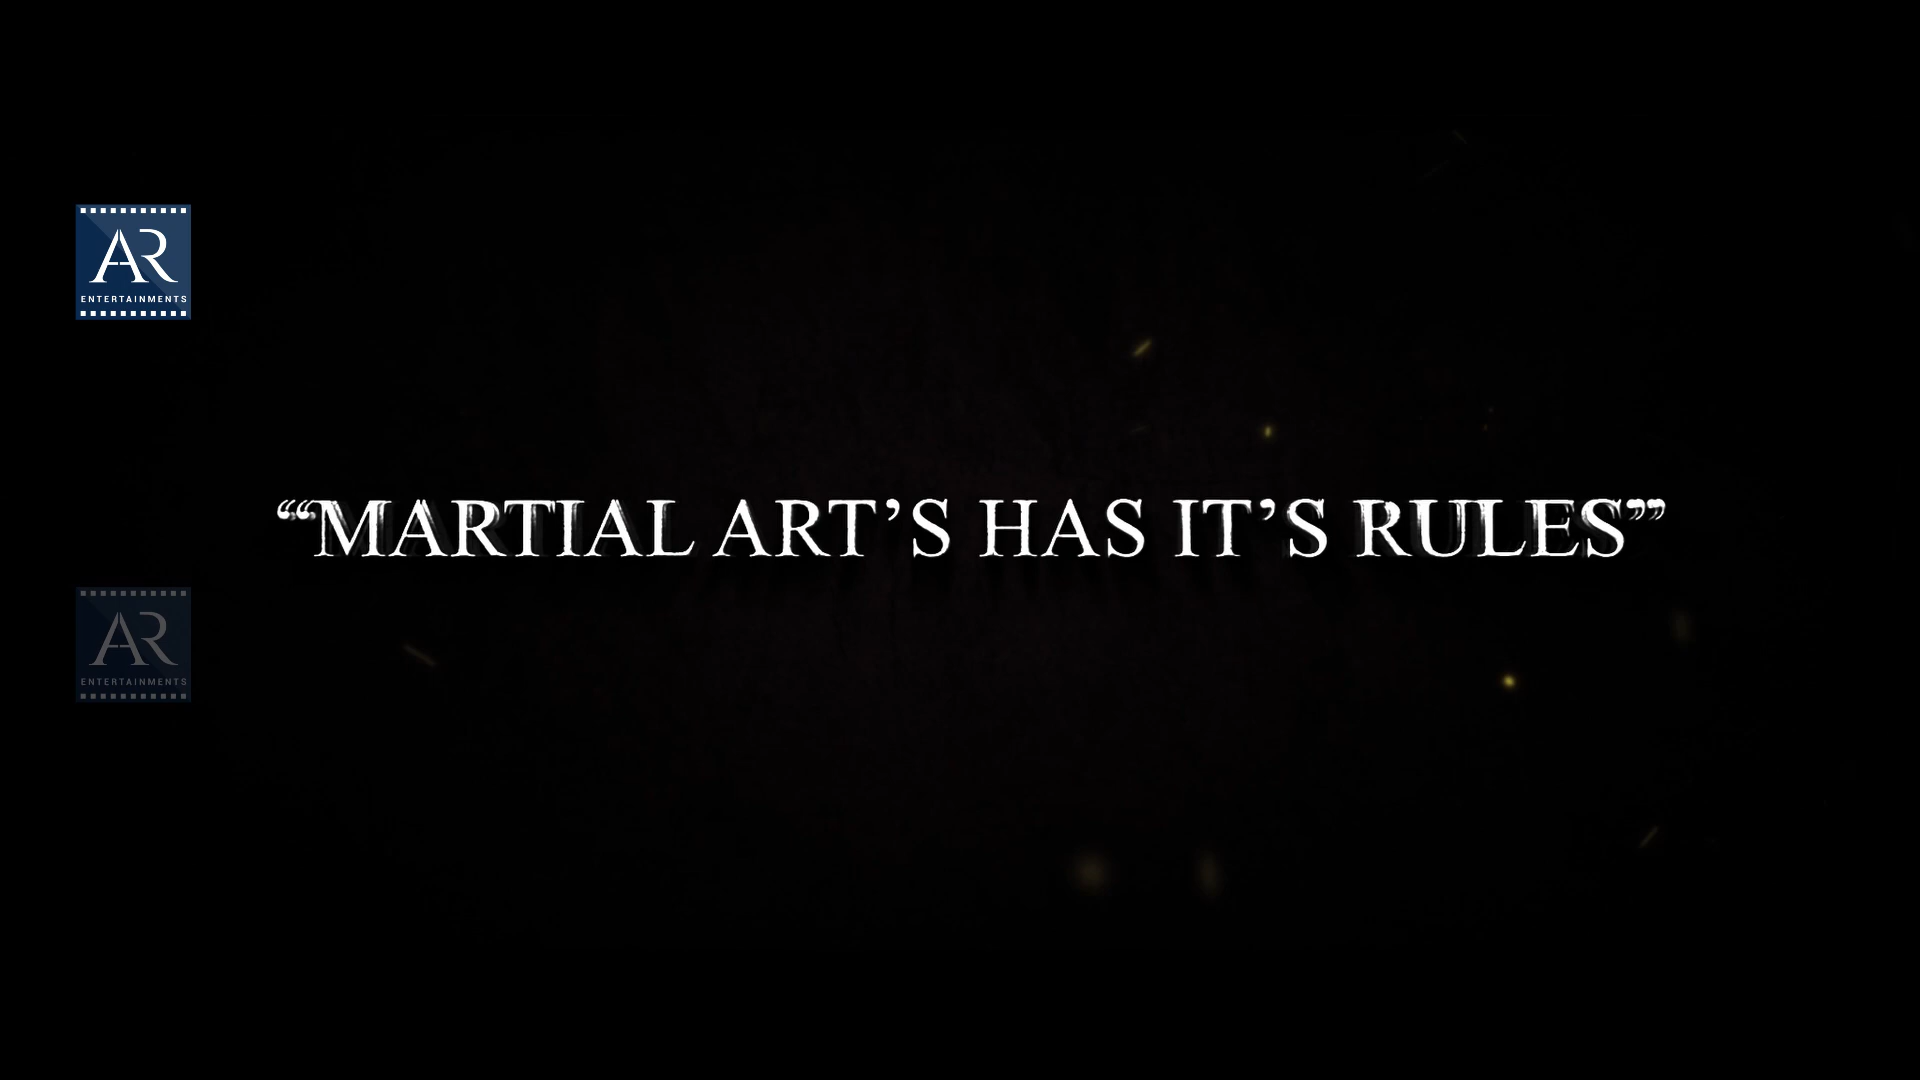 AR
ENTERTAINMENTS
““MARTIAL ART’S HAS IT’S RULES””
AR
ENTERTAINMENTS